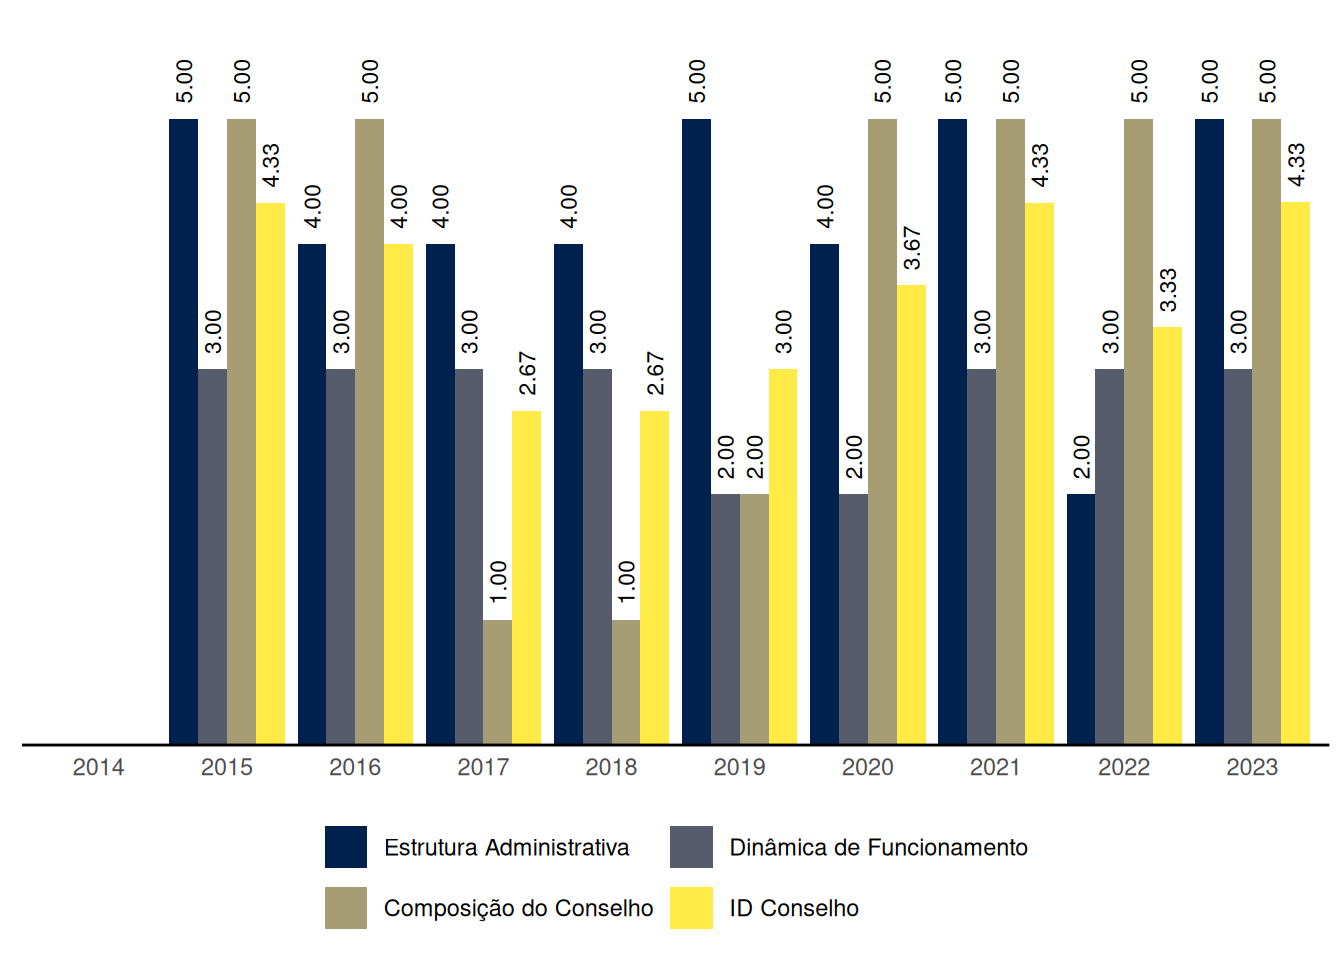 5.00 3.00 5.00 4.33 4.00 3.00 5.00 4.00 4.00 3.00 1.00 2.67 4.00 3.00 1.00 2.67 5.00 2.00 2.00 3.00 4.00 2.00 5.00 3.67 5.00 3.00 5.00 4.33 2.00 3.00 5.00 3.33 5.00 3.00 5.00 4.33
2014 2015 2016 2017 2018 2019 2020 2021 2022 2023
Estrutura Administrativa Dinâmica de Funcionamento
Composição do Conselho ID Conselho